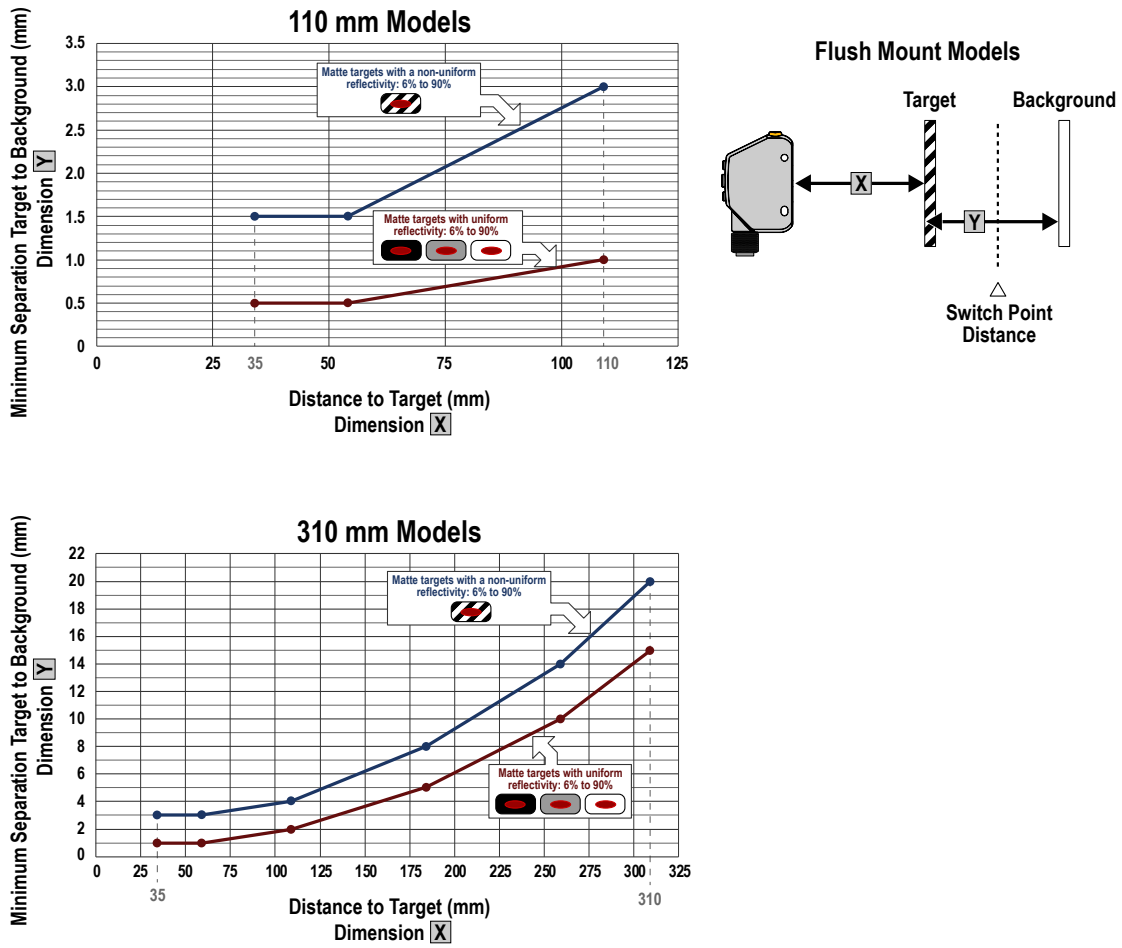 110 mm Models
Minimum Separation Target to Background (mm)
Dimension Y
3.5
3.0
2.5
2.0
1.5
1.0
0.5
0
Matte targets with a non-uniform
reflectivity: 6% to 90%
Matte targets with uniform
reflectivity: 6% to 90%
0 25 35 50 75 100 110 125
Distance to Target (mm)
Dimension X
Flush Mount Models
Target Background
X
Y
Switch Point
Distance
310 mm Models
Minimum Separation Target to Background (mm)
Dimension Y
22
20
18
16
14
12
10
8
6
4
2
0
Matte targets with a non-uniform
reflectivity: 6% to 90%
Matte targets with uniform
reflectivity: 6% to 90%
0 25 50 75 100 125 150 175 200 225 250 275 300 325
35 310
Distance to Target (mm)
Dimension X